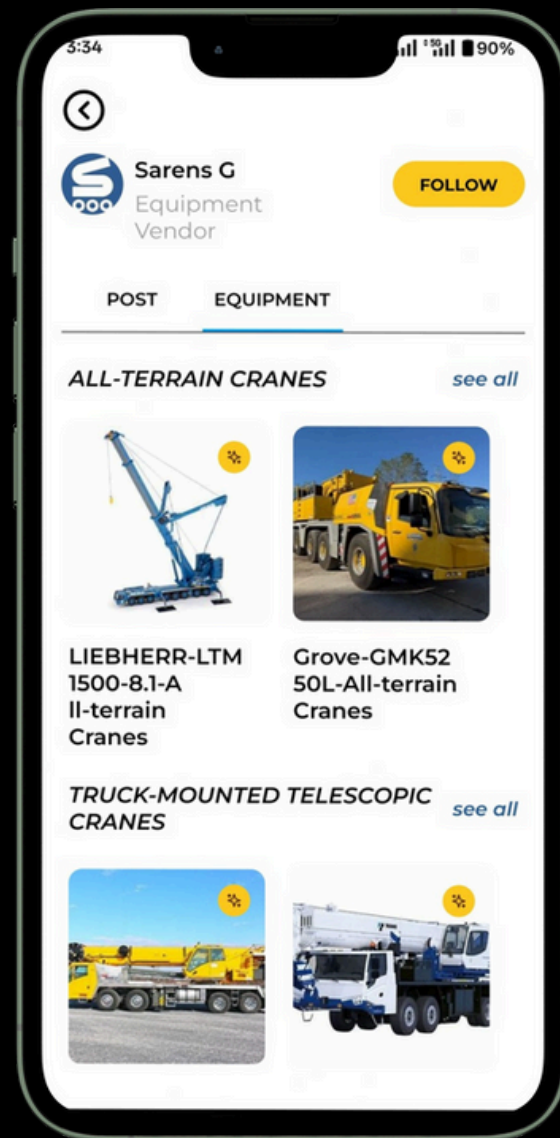 3:34
5G
90%
Sarens G
Equipment
Vendor
FOLLOW
POST
EQUIPMENT
ALL-TERRAIN CRANES
see all
LIEBHERR-LTM
1500-8.1-A
ll-terrain
Cranes
Grove-GMK52
50L-All-terrain
Cranes
TRUCK-MOUNTED TELESCOPIC
CRANES
see all